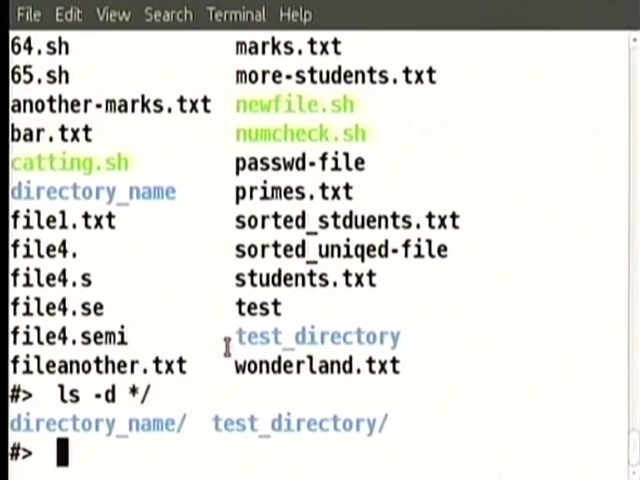 File Edit View Search Terminal Help
64.sh marks.txt
65.sh more-students.txt
another-marks.txt newfile.sh
bar.txt numcheck.sh
catting.sh passwd-file
directory_name primes.txt
file1.txt sorted_stduents.txt
file4. sorted_uniqed-file
file4.s students.txt
file4.se test
file4.semi test_directory
fileanother.txt wonderland.txt
#> ls -d */
directory_name/ test_directory/
#>